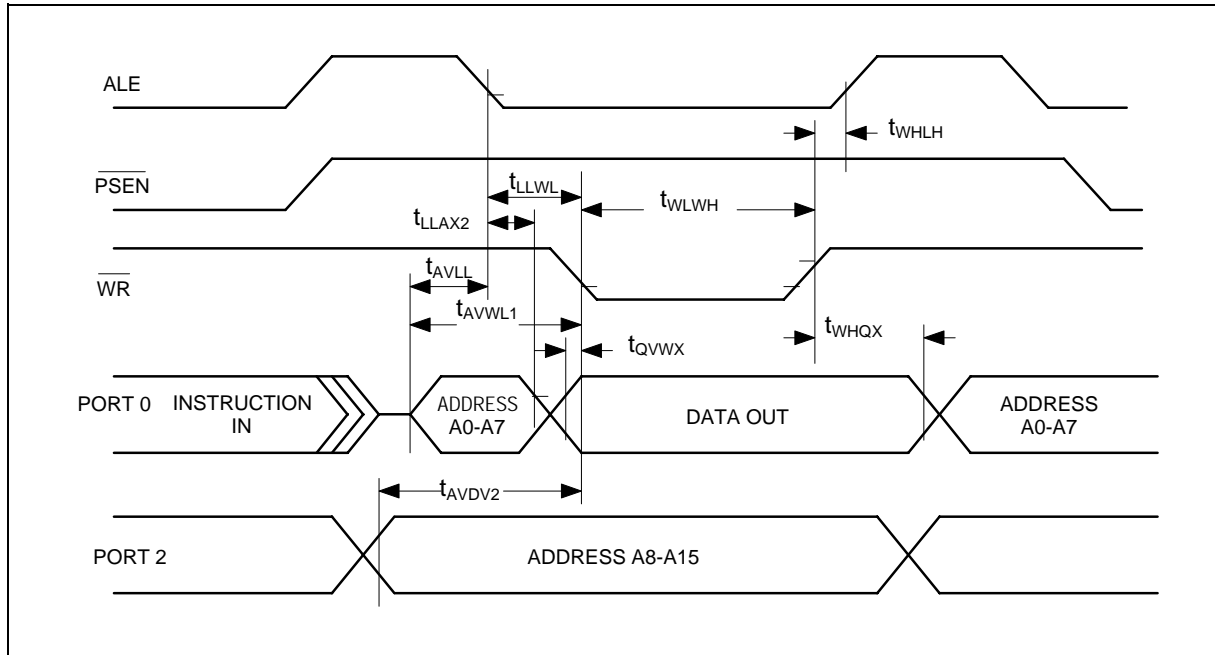 ALE
tWHLH
PSEN
tLLWL
tWLWH
tLLAX2
WR
tAVLL
tAVWL1
tWHQX
tQVWX
PORT 0
INSTRUCTION
IN
ADDRESS
A0-A7
DATA OUT
ADDRESS
A0-A7
tAVDV2
PORT 2
ADDRESS A8-A15